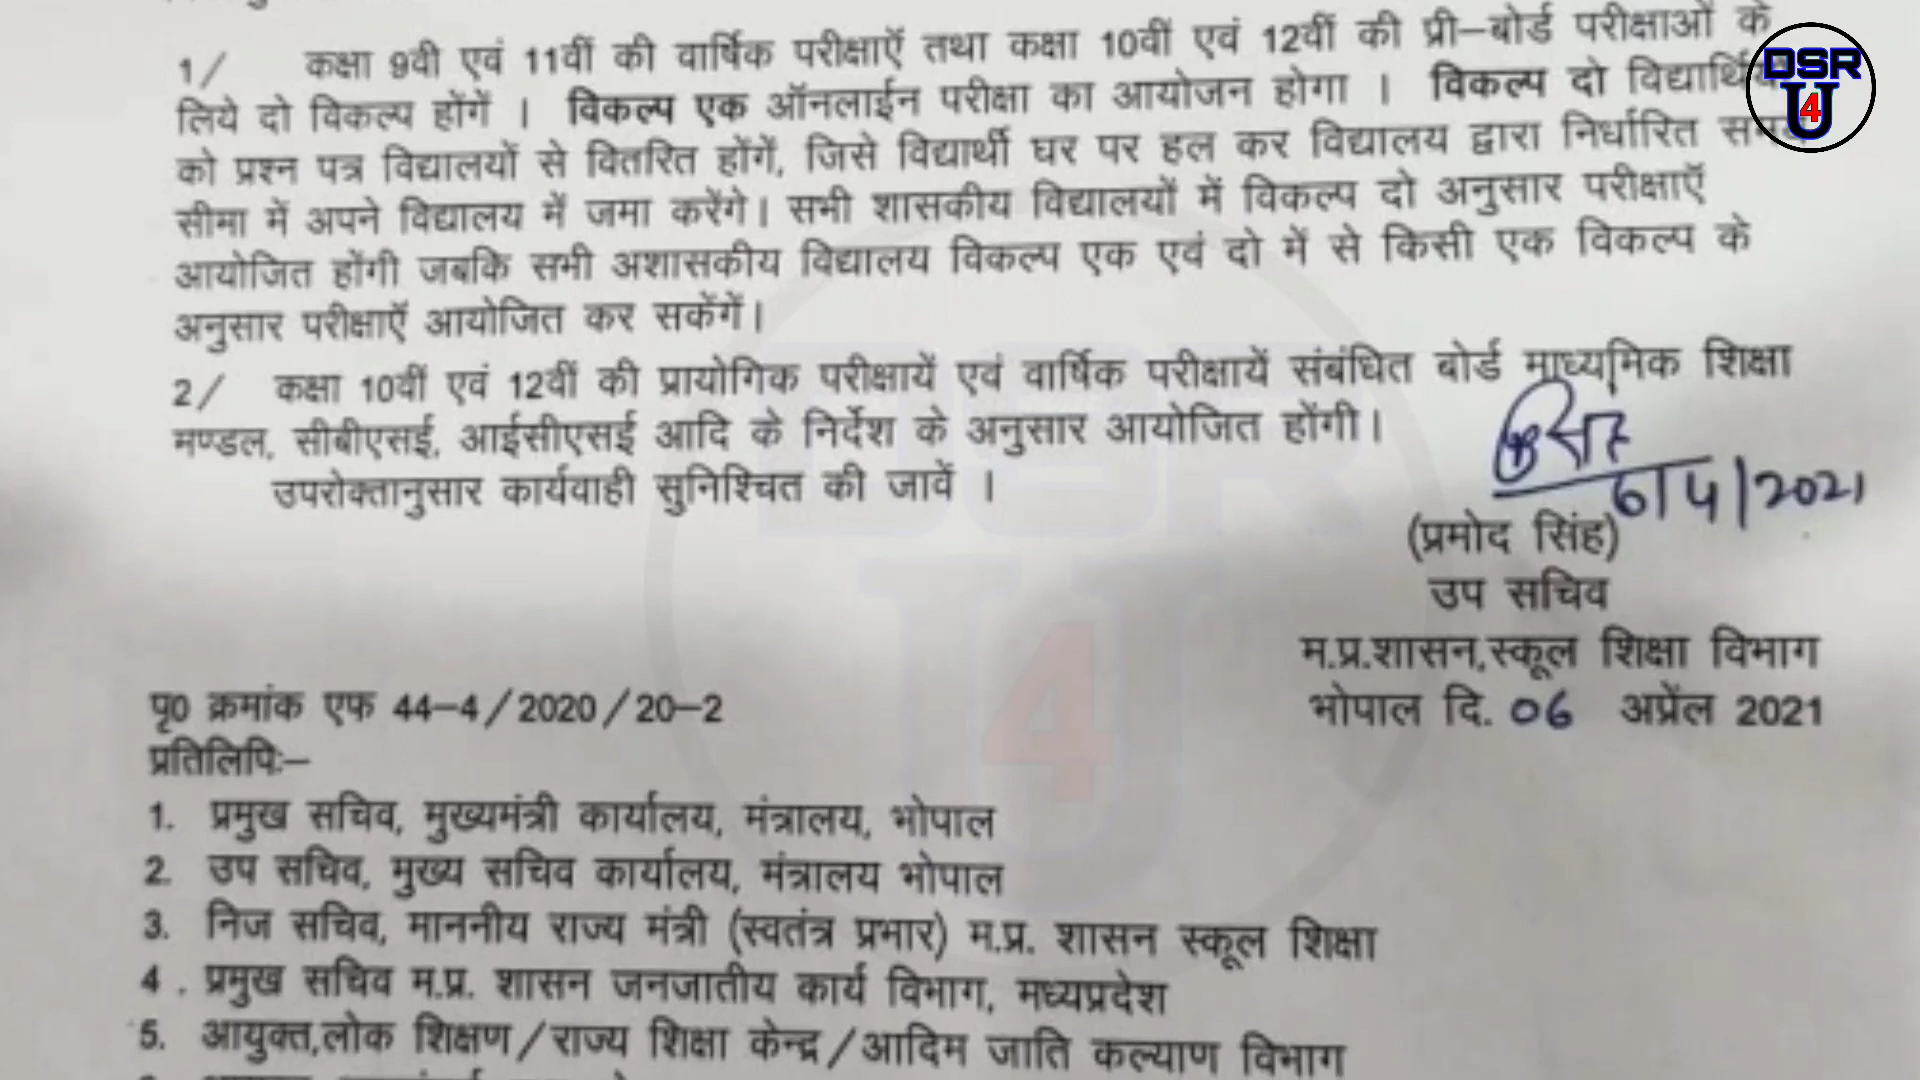 1/ कक्षा 9वी एवं 11वीं की वार्षिक परीक्षाऍ तथा कक्षा 10वीं एवं 12वीं की प्री–बोर्ड परीक्षाओं के
लिये दो विकल्प होंगें । विकल्प एक ऑनलाईन परीक्षा का आयोजन होगा । विकल्प दो
को प्रश्न पत्र विद्यालयों से वितरित होंगें, जिसे विद्यार्थी घर पर हल कर विद्यालय द्वारा निर्धारित
सीमा में अपने विद्यालय में जमा करेंगे। सभी शासकीय विद्यालयों में विकल्प दो अनुसार परीक्षाऍ
आयोजित होंगी जबकि सभी अशासकीय विद्यालय विकल्प एक एवं दो में से किसी एक विकल्प के
अनुसार परीक्षाऍ आयोजित कर सकेंगें।
2/ कक्षा 10वीं एवं 12वीं की प्रायोगिक परीक्षायें एवं वार्षिक परीक्षायें संबंधित बोर्ड माध्यमिक शिक्षा
मण्डल, सीबीएसई, आईसीएसई आदि के निर्देश के अनुसार आयोजित होंगी।
उपरोक्तानुसार कार्यवाही सुनिश्चित की जावें ।
6/4/2021
(प्रमोद सिंह)
उप सचिव
म.प्र.शासन,स्कूल शिक्षा विभाग
भोपाल दि. 06 अप्रेंल 2021
पृ0 क्रमांक एफ 44–4/2020/20–2
प्रतिलिपिः–
1. प्रमुख सचिव, मुख्यमंत्री कार्यालय, मंत्रालय, भोपाल
2. उप सचिव, मुख्य सचिव कार्यालय, मंत्रालय भोपाल
3. निज सचिव, माननीय राज्य मंत्री (स्वतंत्र प्रभार) म.प्र. शासन स्कूल शिक्षा
4 . प्रमुख सचिव म.प्र. शासन जनजातीय कार्य विभाग, मध्यप्रदेश
5. आयुक्त,लोक शिक्षण/राज्य शिक्षा केन्द्र/आदिम जाति कल्याण विभाग
DSR
U
4